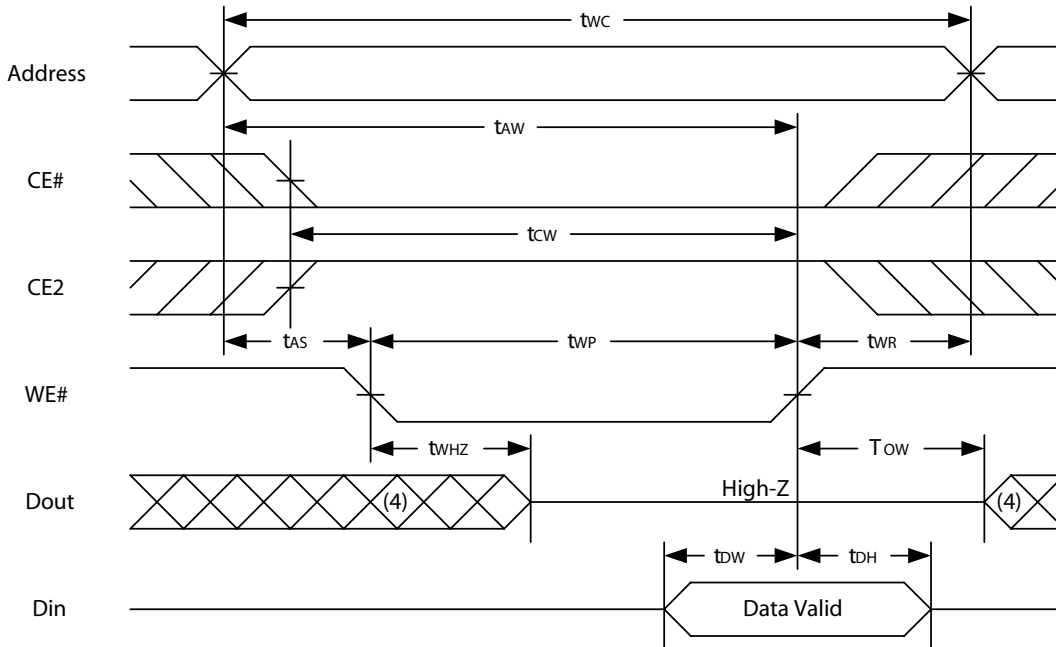 tWC
Address
tAW
CE#
tCW
CE2
tAS
tWP
tWR
WE#
tWHZ
TOW
Dout
(4)
High-Z
(4)
tDW
tDH
Din
Data Valid